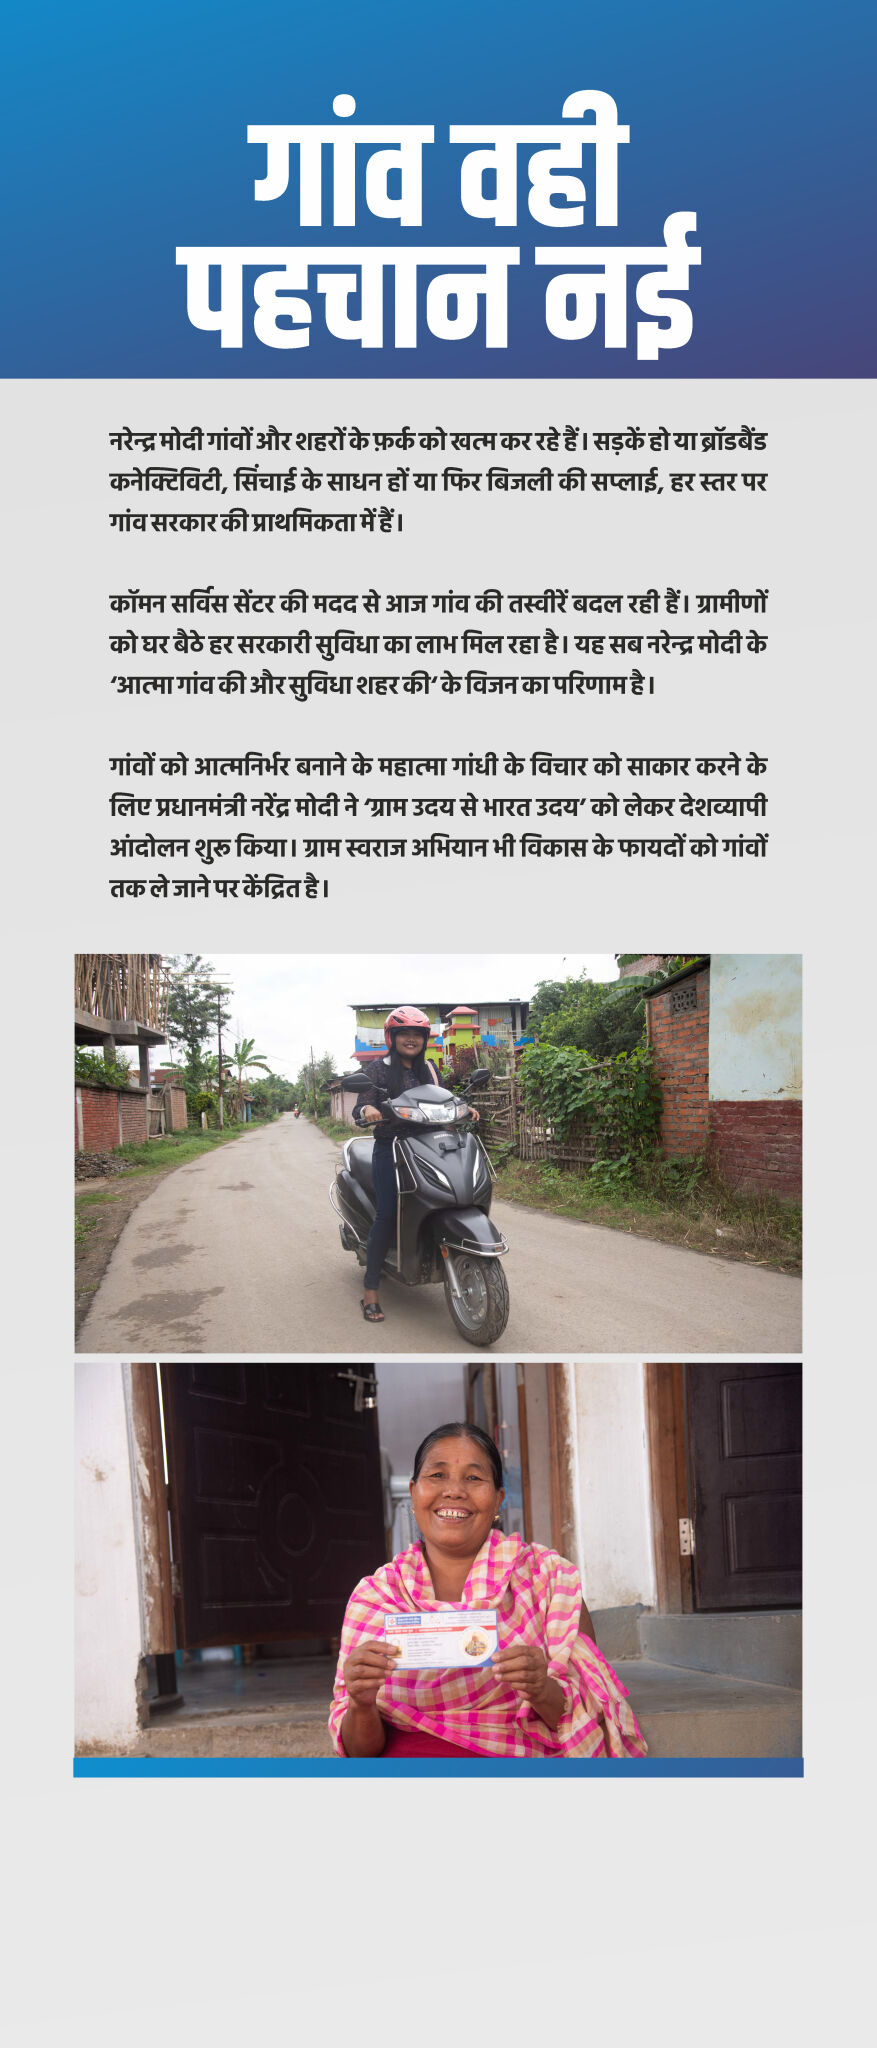 गांव वही
पहचान नई
नरेन्द्र मोदी गांवों और शहरों के फ़र्क को खत्म कर रहे हैं। सड़कें हो या ब्रॉडबैंड
कनेक्टिविटी, सिंचाई के साधन हों या फिर बिजली की सप्लाई, हर स्तर पर
गांव सरकार की प्राथमिकता में हैं।
कॉमन सर्विस सेंटर की मदद से आज गांव की तस्वीरें बदल रही हैं। ग्रामीणों
को घर बैठे हर सरकारी सुविधा का लाभ मिल रहा है। यह सब नरेन्द्र मोदी के
‘आत्मा गांव की और सुविधा शहर की’ के विजन का परिणाम है।
गांवों को आत्मनिर्भर बनाने के महात्मा गांधी के विचार को साकार करने के
लिए प्रधानमंत्री नरेंद्र मोदी ने ‘ग्राम उदय से भारत उदय’ को लेकर देशव्यापी
आंदोलन शुरू किया। ग्राम स्वराज अभियान भी विकास के फायदों को गांवों
तक ले जाने पर केंद्रित है।